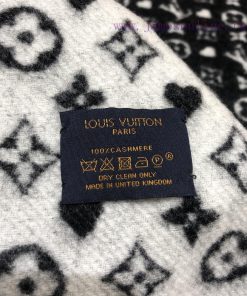 LOUIS VUITTON
PARIS
100%CASHMERE
DRY CLEAN ONLY
MADE IN UNITED KINGDOM